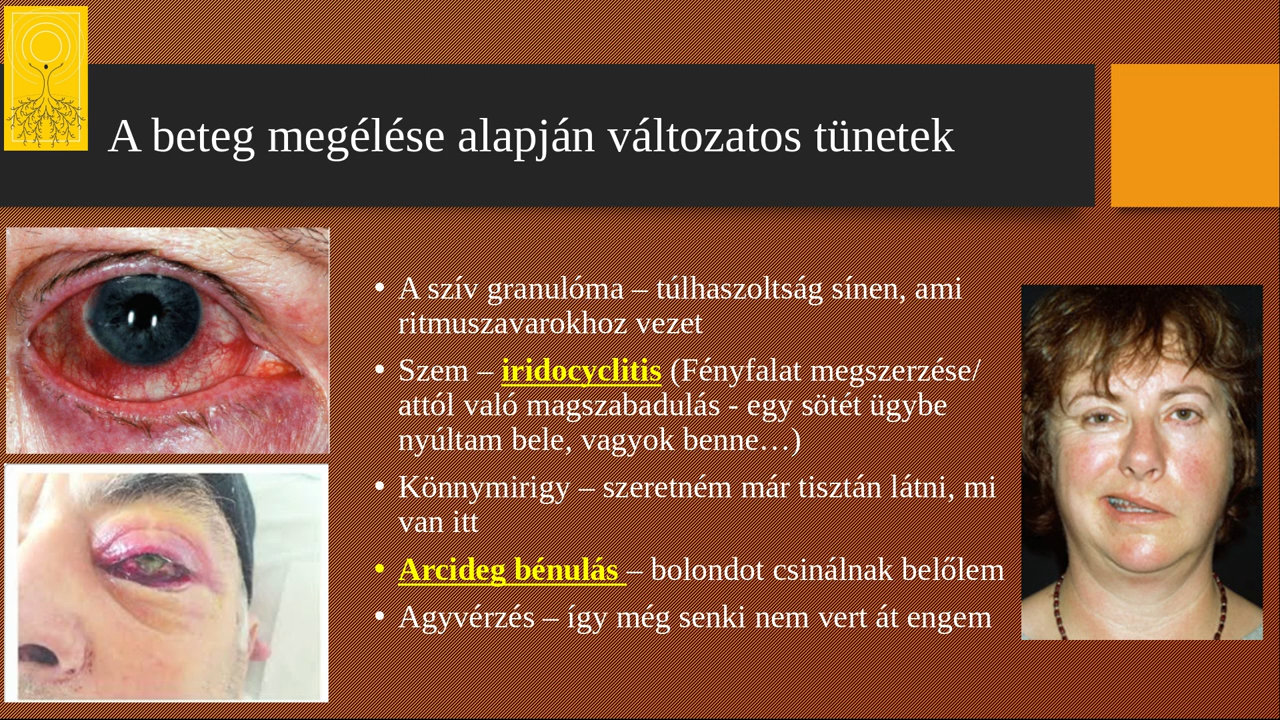 A beteg megélése alapján változatos tünetek
• A szív granulóma – túlhaszoltság sínen, ami
ritmuszavarokhoz vezet
• Szem – iridocyclitis (Fényfalat megszerzése/
attól való magszabadulás - egy sötét ügybe
nyúltam bele, vagyok benne…)
• Könnymirigy – szeretném már tisztán látni, mi
van itt
• Arcideg bénulás – bolondot csinálnak belőlem
• Agyvérzés – így még senki nem vert át engem